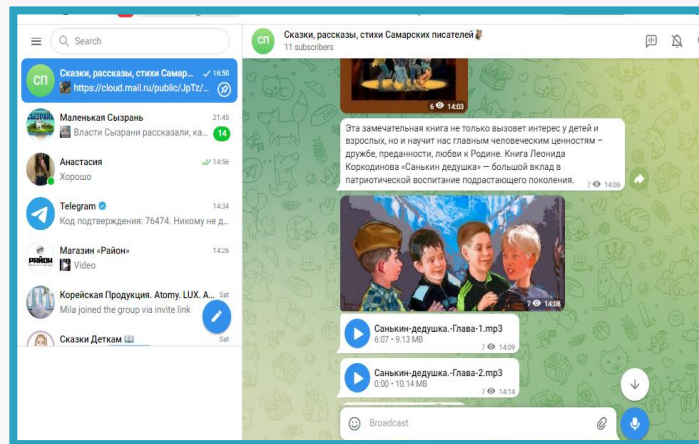 Search
СП
Сказки, рассказы, стихи Самар... 16:50
https://cloud.mail.ru/public/JpTz/...
Маленькая Сызрань 21:45
Власти Сызрани рассказали, ка... 14
Анастасия 14:56
Хорошо
Telegram 14:34
Код подтверждения: 76474. Никому не д...
Магазин «Район» 14:26
РАЙОН
Video
Корейская Продукция. Atomy. LUX. A... Sat
Mila joined the group via invite link
Сказки Деткам Sat
СП
Сказки, рассказы, стихи Самарских писателей
11 subscribers
6 14:03
Эта замечательная книга не только вызовет интерес у детей и
взрослых, но и научит нас главным человеческим ценностям –
дружбе, преданности, любви к Родине. Книга Леонида
Коркодинова «Санькин дедушка» — большой вклад в
патриотической воспитание подрастающего поколения.
7 14:06
7 14:08
Санькин-дедушка.-Глава-1.mp3
6:07 • 9.13 MB
7 14:09
Санькин-дедушка.-Глава-2.mp3
0:00 • 10.14 MB
7 14:14
Broadcast